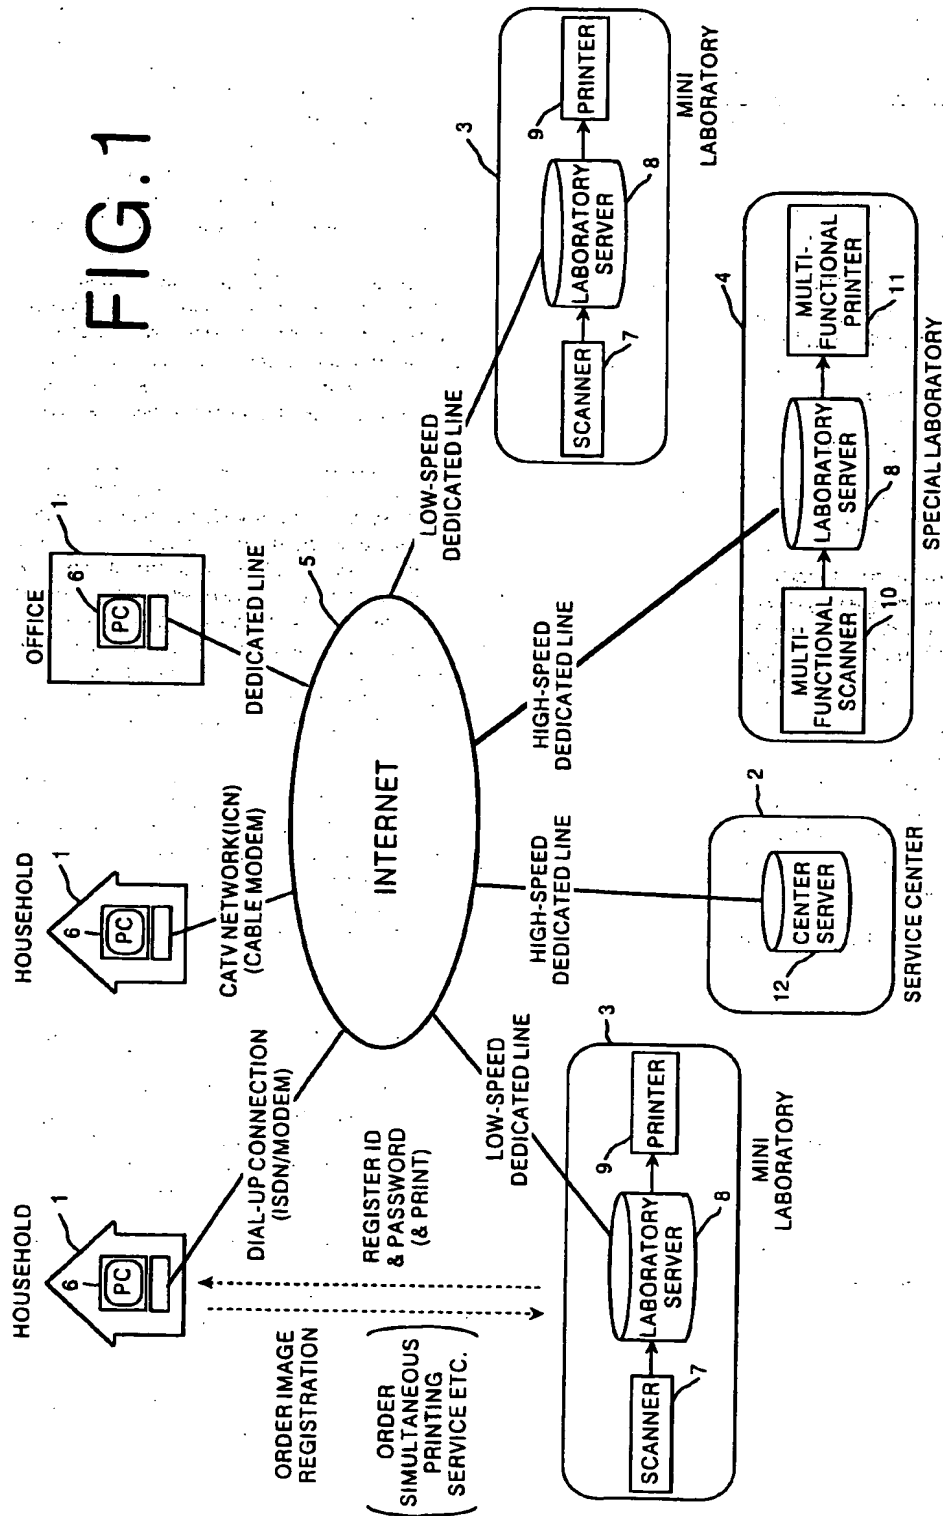 FIG. 1
HOUSEHOLD
1
6
PC
DIAL-UP CONNECTION
(ISDN/MODEM)
HOUSEHOLD
1
6
PC
CATV NETWORK(ICN)
(CABLE MODEM)
OFFICE
1
6
PC
DEDICATED LINE
ORDER IMAGE
REGISTRATION
ORDER
SIMULTANEOUS
PRINTING
SERVICE ETC.
REGISTER ID
& PASSWORD
(& PRINT)
INTERNET
5
LOW-SPEED
DEDICATED LINE
HIGH-SPEED
DEDICATED LINE
HIGH-SPEED
DEDICATED LINE
LOW-SPEED
DEDICATED LINE
3
SCANNER
7
LABORATORY
SERVER
8
9
PRINTER
MINI
LABORATORY
2
CENTER
SERVER
12
SERVICE CENTER
4
MULTI-
FUNCTIONAL
SCANNER
10
LABORATORY
SERVER
8
MULTI-
FUNCTIONAL
PRINTER
11
SPECIAL LABORATORY
3
SCANNER
7
LABORATORY
SERVER
8
9
PRINTER
MINI
LABORATORY